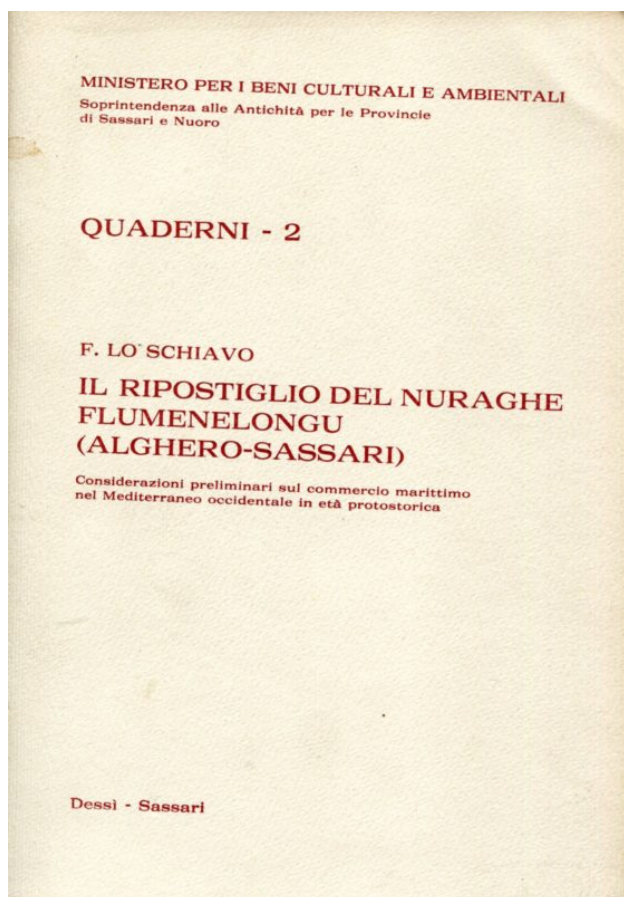 MINISTERO PER I BENI CULTURALI E AMBIENTALI
Soprintendenza alle Antichità per le Provincie
di Sassari e Nuoro
QUADERNI - 2
F. LO SCHIAVO
IL RIPOSTIGLIO DEL NURAGHE
FLUMENELONGU
(ALGHERO-SASSARI)
Considerazioni preliminari sul commercio marittimo
nel Mediterraneo occidentale in età protostorica
Dessì - Sassari